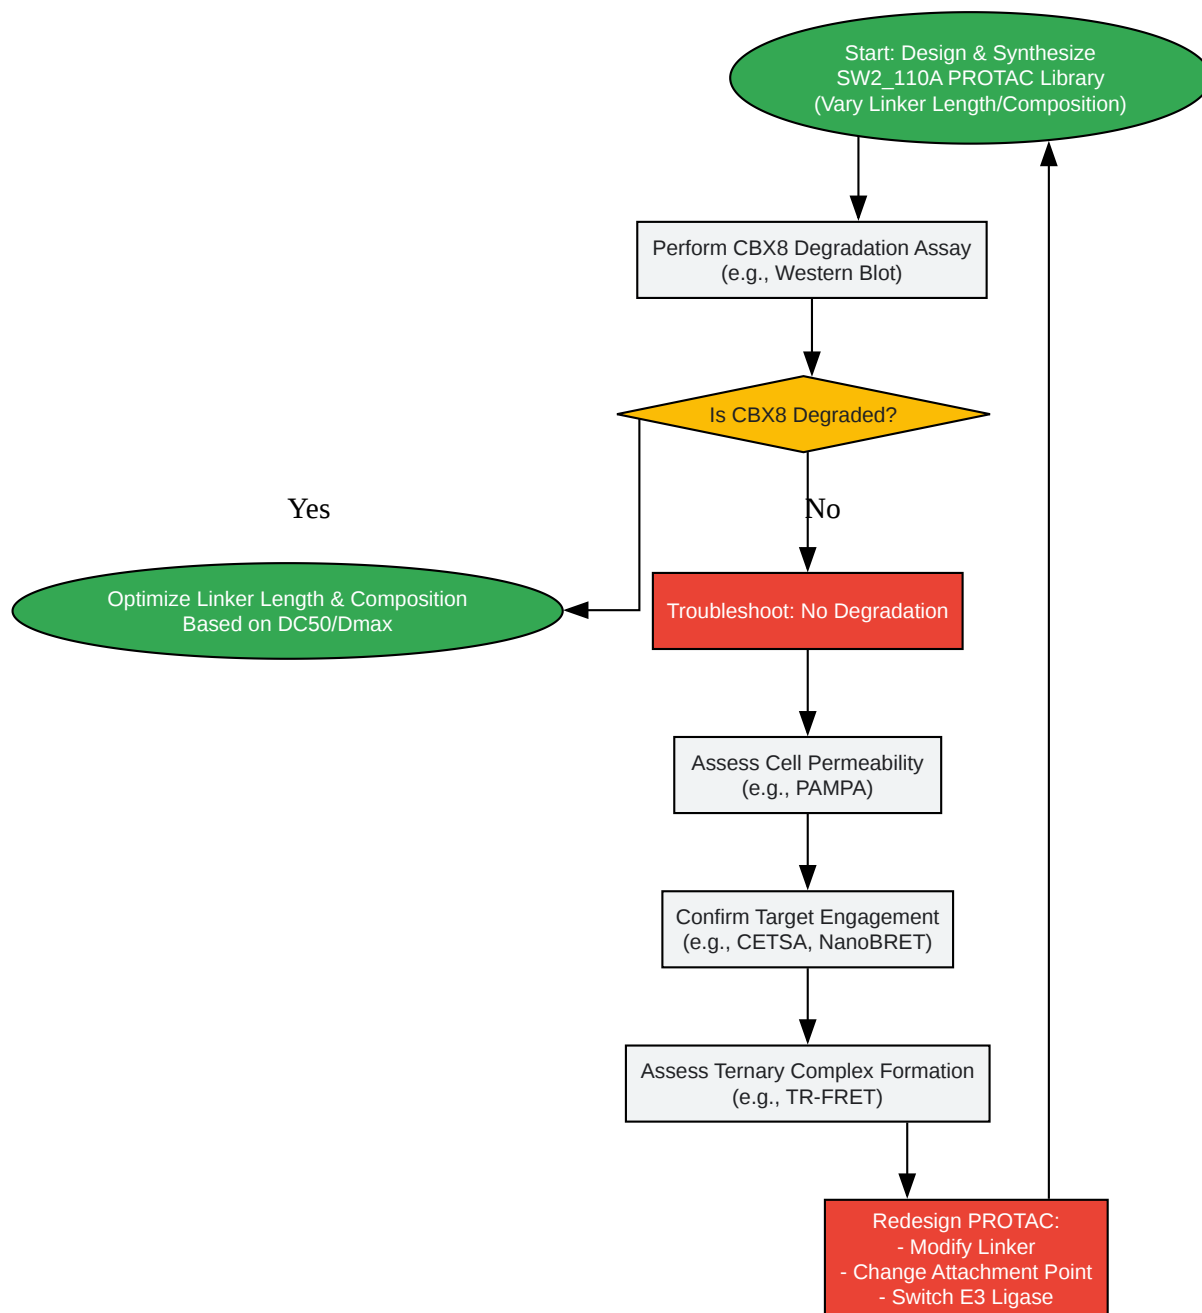 Start: Design & Synthesize
SW2_110A PROTAC Library
(Vary Linker Length/Composition)
Perform CBX8 Degradation Assay
(e.g., Western Blot)
Is CBX8 Degraded?
Yes
No
Optimize Linker Length & Composition
Based on DC50/Dmax
Troubleshoot: No Degradation
Assess Cell Permeability
(e.g., PAMPA)
Confirm Target Engagement
(e.g., CETSA, NanoBRET)
Assess Ternary Complex Formation
(e.g., TR-FRET)
Redesign PROTAC:
- Modify Linker
- Change Attachment Point
- Switch E3 Ligase